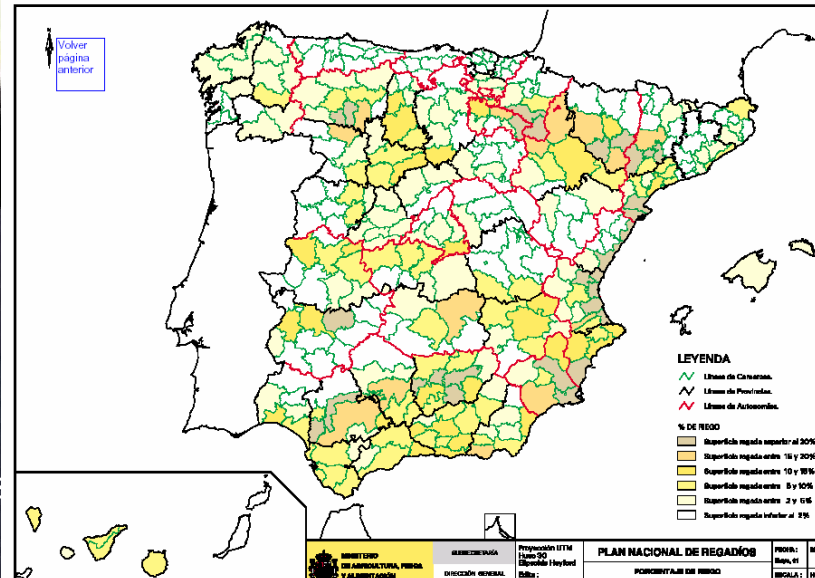 Volver
página
anterior
LEYENDA
Líneas de Comarcas.
Líneas de Provincias.
Líneas de Autonomías.
% DE RIEGO
Superficie regada superior al 20%
Superficie regada entre 15 y 20%
Superficie regada entre 10 y 15%
Superficie regada entre 5 y 10%
Superficie regada entre 2 y 5%
Superficie regada inferior al 2%
MINISTERIO
DE AGRICULTURA, PESCA
Y ALIMENTACIÓN
SUBSECRETARÍA
DIRECCIÓN GENERAL
Proyección UTM
Huso 30
Elipsoide Hayford
Edita :
PLAN NACIONAL DE REGADÍOS
PORCENTAJE DE RIEGO
FECHA :
ESCALA :